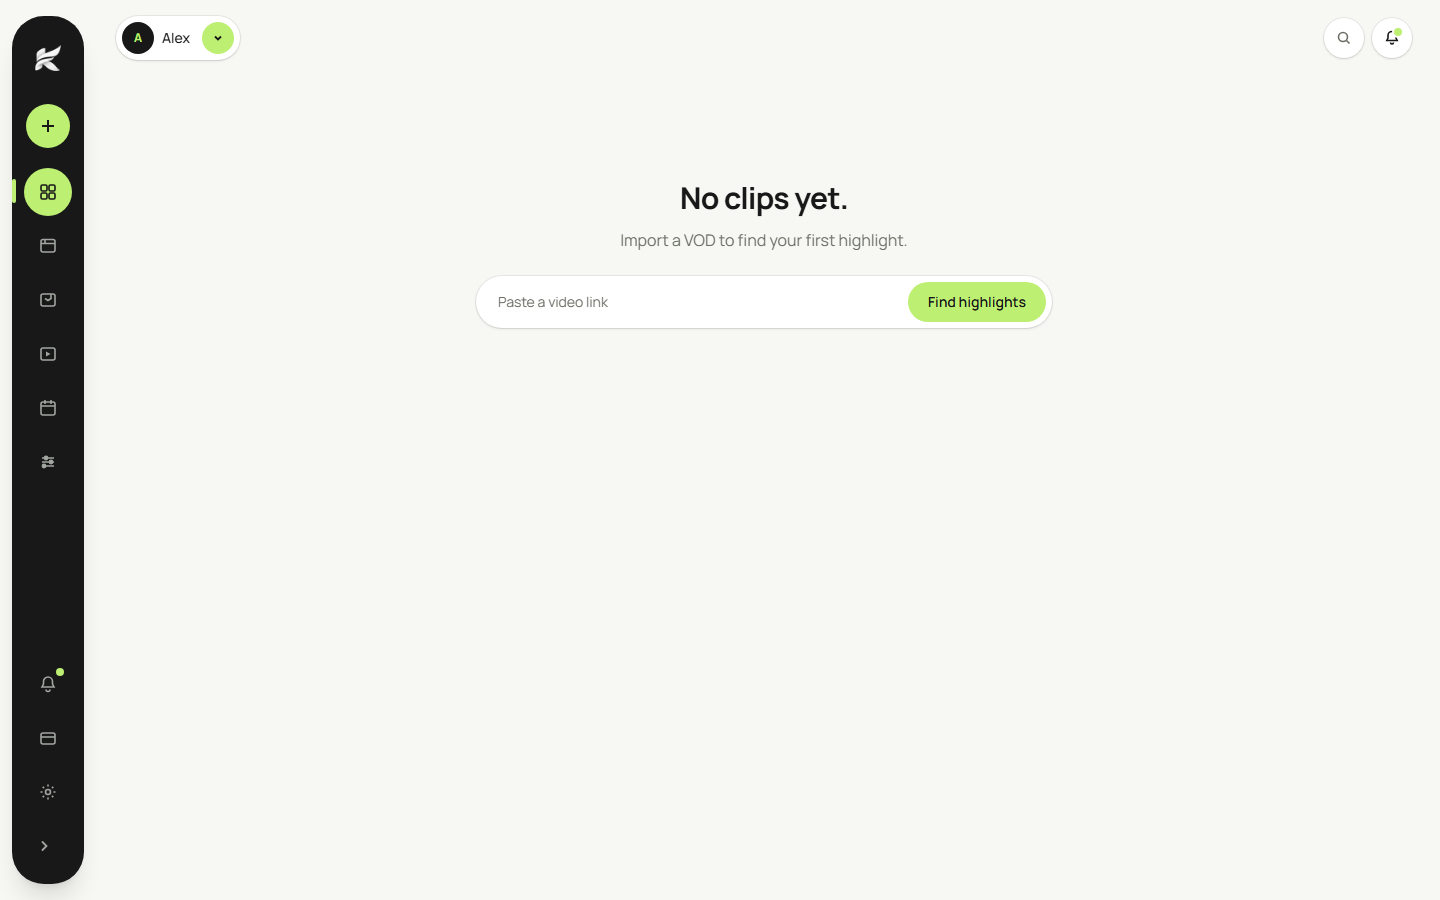 A
Alex
No clips yet.
Import a VOD to find your first highlight.
Paste a video link
Find highlights